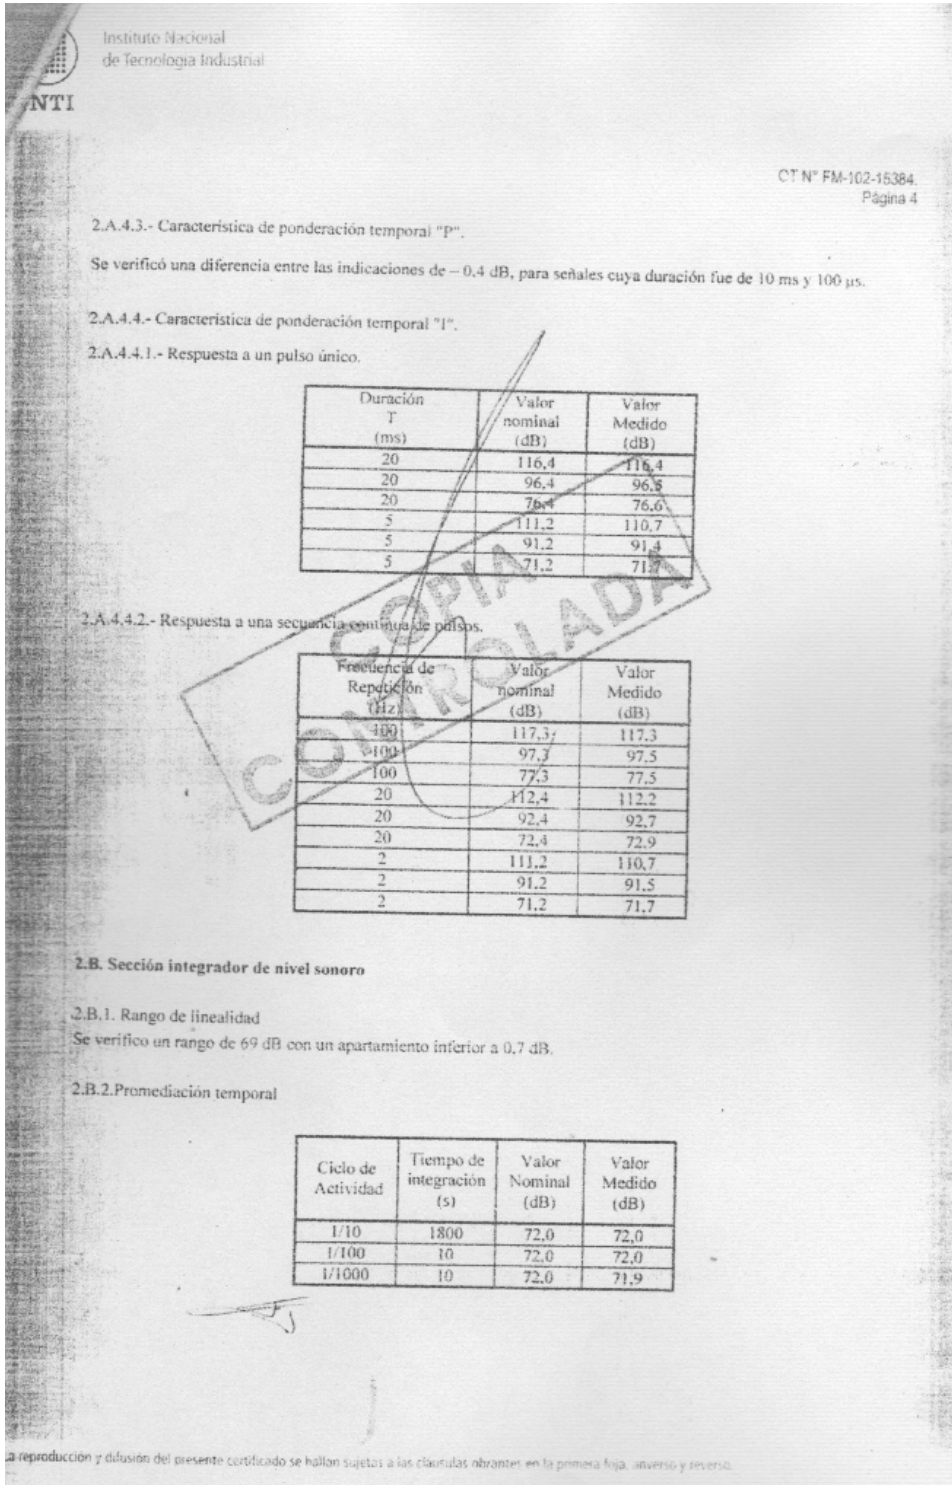 Instituto Nacional
de Tecnología Industrial
INTI
CT N° FM-102-15384.
Página 4
2.A.4.3.- Característica de ponderación temporal "P".
Se verificó una diferencia entre las indicaciones de – 0,4 dB, para señales cuya duración fue de 10 ms y 100 µs.
2.A.4.4.- Característica de ponderación temporal "I".
2.A.4.4.1.- Respuesta a un pulso único.
Duración T (ms) Valor nominal (dB) Valor Medido (dB)
20 116,4 116,4
20 96,4 96,5
20 76,4 76,6
5 111,2 110,7
5 91,2 91,4
5 71,2 71,7
2.A.4.4.2.- Respuesta a una secuencia continua de pulsos.
Frecuencia de Repetición (Hz) Valor nominal (dB) Valor Medido (dB)
100 117,3 117,3
100 97,3 97,5
100 77,3 77,5
20 112,4 112,2
20 92,4 92,7
20 72,4 72,9
2 111,2 110,7
2 91,2 91,5
2 71,2 71,7
COPIA
CONTROLADA
2.B. Sección integrador de nivel sonoro
2.B.1. Rango de linealidad
Se verifico un rango de 69 dB con un apartamiento inferior a 0,7 dB.
2.B.2.Promediación temporal
Ciclo de Actividad Tiempo de integración (s) Valor Nominal (dB) Valor Medido (dB)
1/10 1800 72,0 72,0
1/100 10 72,0 72,0
1/1000 10 72,0 71,9
La reproducción y difusión del presente certificado se hallan sujetas a las cláusulas obrantes en la primera foja, anverso y reverso.